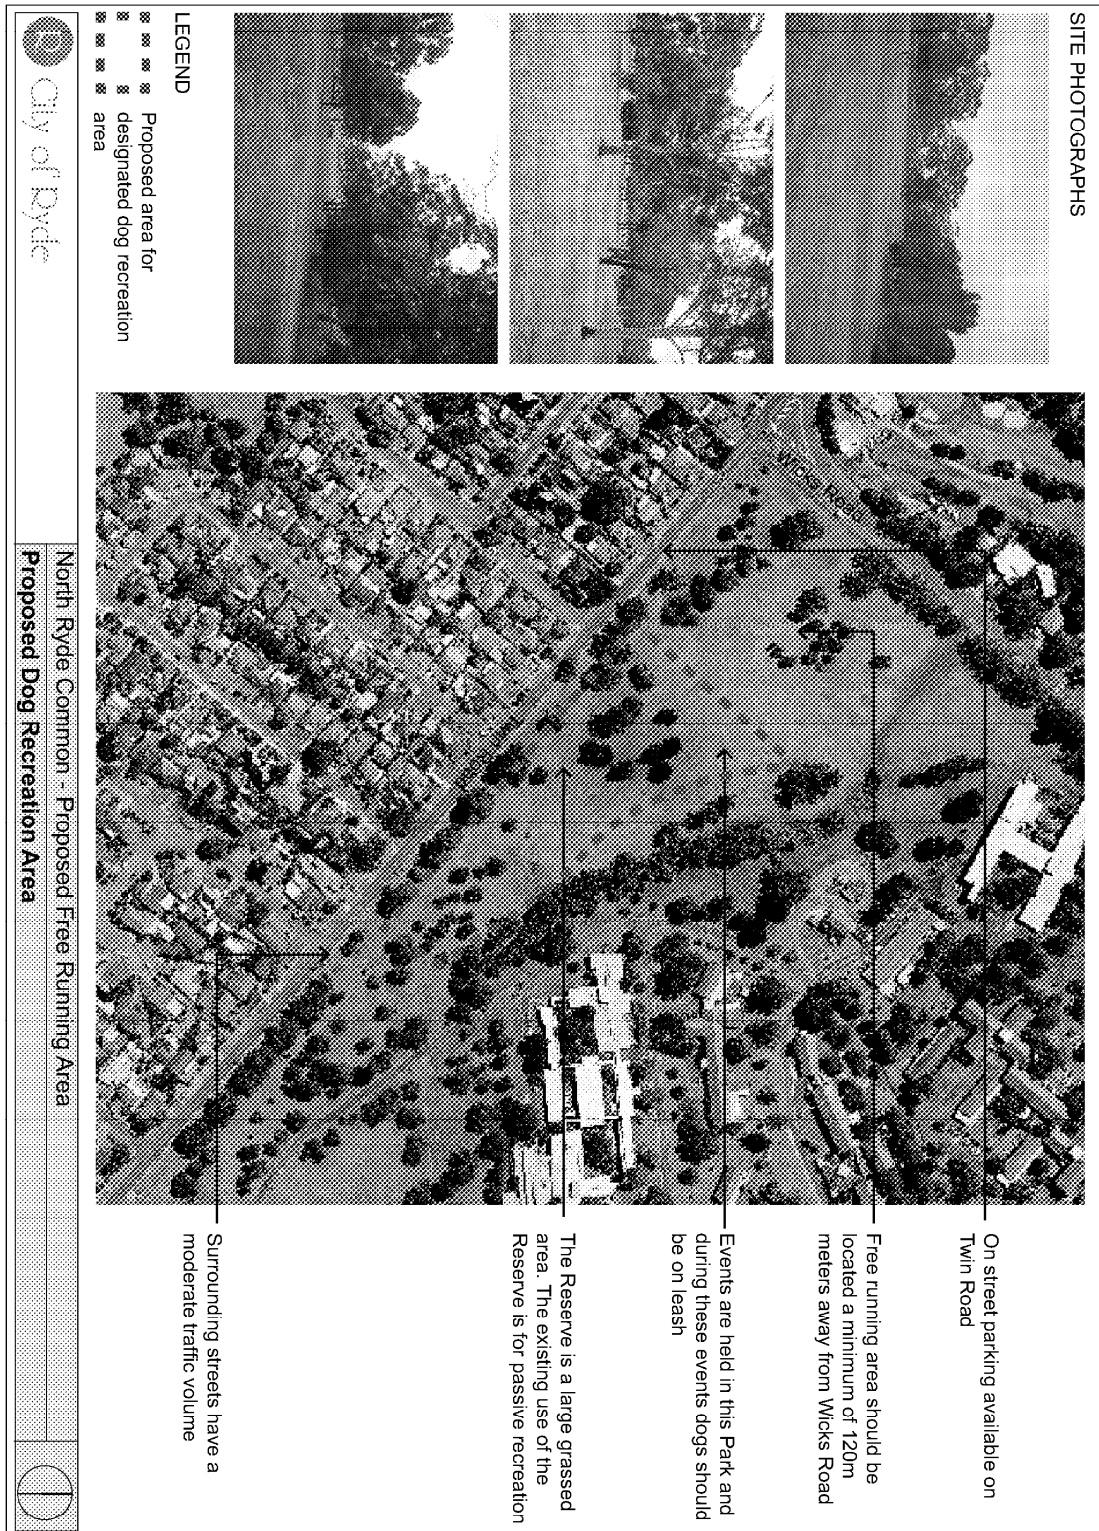 SITE PHOTOGRAPHS
LEGEND
Proposed area for
designated dog recreation
area
Wicks Road
On street parking available on
Twin Road
Free running area should be
located a minimum of 120m
meters away from Wicks Road
Events are held in this Park and
during these events dogs should
be on leash
The Reserve is a large grassed
area. The existing use of the
Reserve is for passive recreation
Surrounding streets have a
moderate traffic volume
City of Ryde
North Ryde Common - Proposed Free Running Area
Proposed Dog Recreation Area